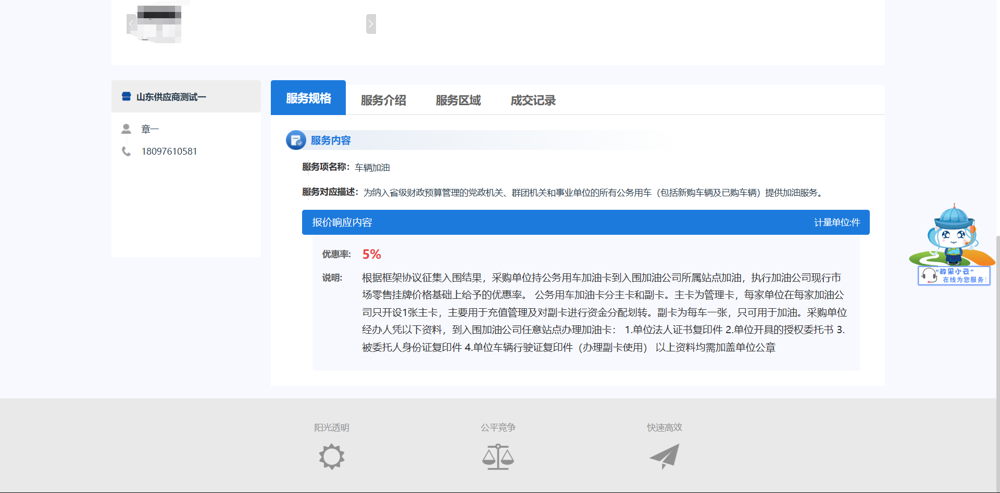 山东供应商测试一
章一
18097610581
服务规格 服务介绍 服务区域 成交记录
服务内容
服务项名称： 车辆加油
服务对应描述： 为纳入省级财政预算管理的党政机关、群团机关和事业单位的所有公务用车（包括新购车辆及已购车辆）提供加油服务。
报价响应内容 计量单位:件
优惠率: 5%
说明: 根据框架协议征集入围结果，采购单位持公务用车加油卡到入围加油公司所属站点加油，执行加油公司现行市
场零售挂牌价格基础上给予的优惠率。 公务用车加油卡分主卡和副卡。主卡为管理卡，每家单位在每家加油公
司只开设1张主卡，主要用于充值管理及对副卡进行资金分配划转。副卡为每车一张，只可用于加油。采购单位
经办人凭以下资料，到入围加油公司任意站点办理加油卡： 1.单位法人证书复印件 2.单位开具的授权委托书 3.
被委托人身份证复印件 4.单位车辆行驶证复印件（办理副卡使用） 以上资料均需加盖单位公章
“政采小云”
在线为您服务!
阳光透明 公平竞争 快速高效